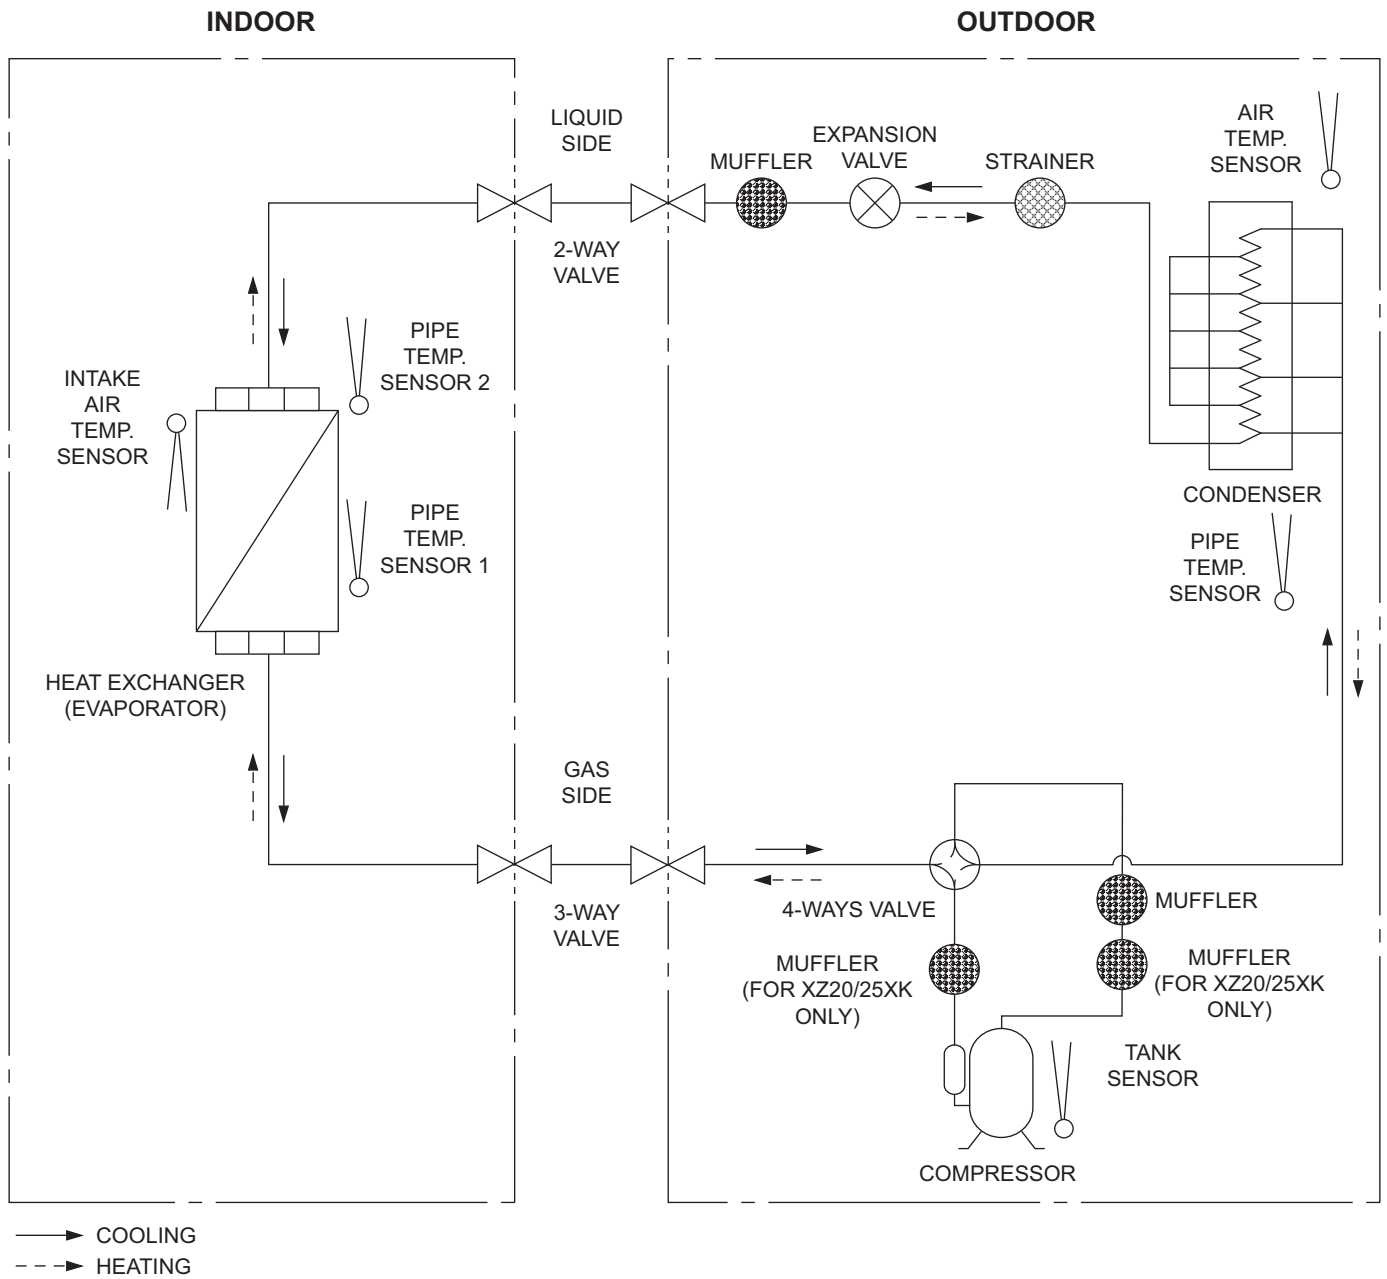 INDOOR
OUTDOOR
LIQUID
SIDE
MUFFLER
EXPANSION
VALVE
STRAINER
AIR
TEMP.
SENSOR
2-WAY
VALVE
PIPE
TEMP.
SENSOR 2
INTAKE
AIR
TEMP.
SENSOR
PIPE
TEMP.
SENSOR 1
CONDENSER
PIPE
TEMP.
SENSOR
HEAT EXCHANGER
(EVAPORATOR)
GAS
SIDE
3-WAY
VALVE
4-WAYS VALVE
MUFFLER
MUFFLER
(FOR XZ20/25XK
ONLY)
MUFFLER
(FOR XZ20/25XK
ONLY)
TANK
SENSOR
COMPRESSOR
COOLING
HEATING